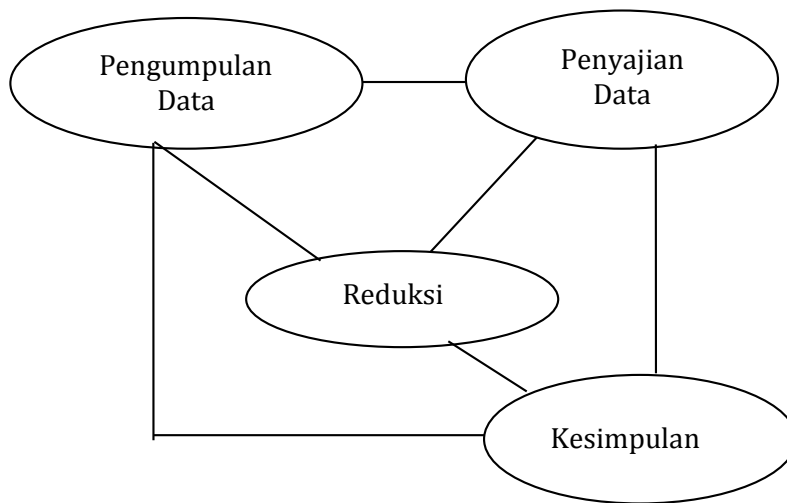 Pengumpulan
Data
Penyajian
Data
Reduksi
Kesimpulan